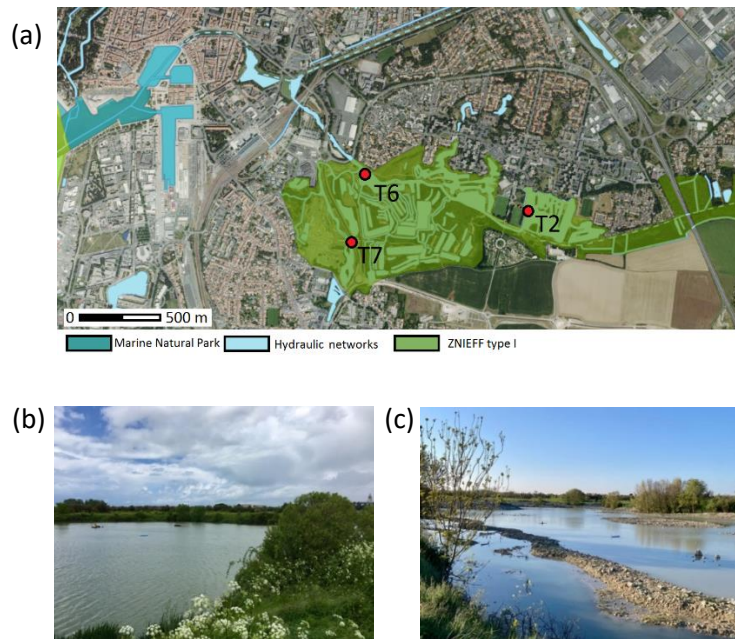 (a)
T6
T2
T7
0 500 m
Marine Natural Park Hydraulic networks ZNIEFF type I
(b) (c)